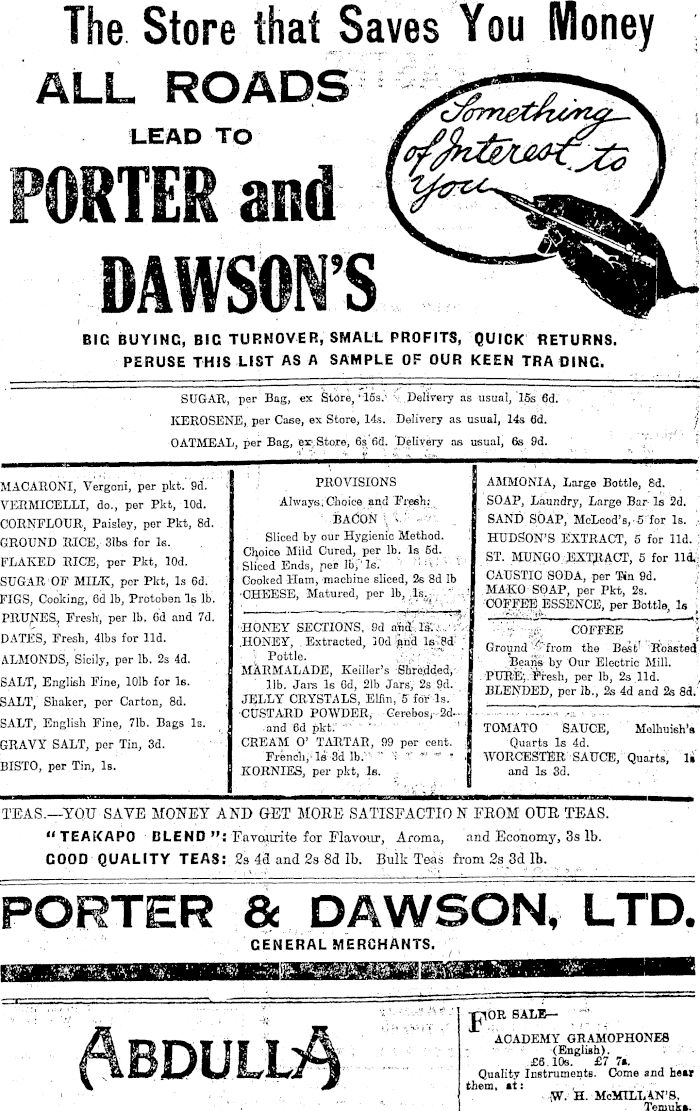 The Store that Saves You Money
ALL ROADS
LEAD TO
PORTER and
DAWSON'S
Something
of Interest to
You
BIG BUYING, BIG TURNOVER, SMALL PROFITS, QUICK RETURNS.
PERUSE THIS LIST AS A SAMPLE OF OUR KEEN TRADING.
SUGAR, per Bag, ex Store, 15s. Delivery as usual, 15s 6d.
KEROSENE, per Case, ex Store, 14s. Delivery as usual, 14s 6d.
OATMEAL, per Bag, ex Store, 6s 6d. Delivery as usual, 6s 9d.
MACARONI, Vergoni, per pkt. 9d.
VERMICELLI, do., per Pkt, 10d.
CORNFLOUR, Paisley, per Pkt, 8d.
GROUND RICE, 3lbs for 1s.
FLAKED RICE, per Pkt, 10d.
SUGAR OF MILK, per Pkt, 1s 6d.
FIGS, Cooking, 6d lb, Protoben 1s lb.
PRUNES, Fresh, per lb. 6d and 7d.
DATES, Fresh, 4lbs for 11d.
ALMONDS, Sicily, per lb. 2s 4d.
SALT, English Fine, 10lb for 1s.
SALT, Shaker, per Carton, 8d.
SALT, English Fine, 7lb. Bags 1s.
GRAVY SALT, per Tin, 3d.
BISTO, per Tin, 1s.
PROVISIONS
Always Choice and Fresh:
BACON
Sliced by our Hygienic Method.
Choice Mild Cured, per lb. 1s 5d.
Sliced Ends, per lb, 1s.
Cooked Ham, machine sliced, 2s 8d lb
CHEESE, Matured, per lb, 1s.
HONEY SECTIONS, 9d and 1s.
HONEY, Extracted, 10d and 1s 8d
Pottle.
MARMALADE, Keiller's Shredded,
1lb. Jars 1s 6d, 2lb Jars, 2s 9d.
JELLY CRYSTALS, Elfin, 5 for 1s.
CUSTARD POWDER, Cerebos, 2d
and 6d pkt.
CREAM O' TARTAR, 99 per cent.
French, 1s 3d lb.
KORNIES, per pkt, 1s.
AMMONIA, Large Bottle, 8d.
SOAP, Laundry, Large Bar 1s 2d.
SAND SOAP, McLeod's, 5 for 1s.
HUDSON'S EXTRACT, 5 for 11d.
ST. MUNGO EXTRACT, 5 for 11d.
CAUSTIC SODA, per Tin 9d.
MAKO SOAP, per Pkt, 2s.
COFFEE ESSENCE, per Bottle, 1s
COFFEE
Ground from the Best Roasted
Beans by Our Electric Mill.
PURE, Fresh, per lb, 2s 11d.
BLENDED, per lb., 2s 4d and 2s 8d.
TOMATO SAUCE, Melhuish's
Quarts 1s 4d.
WORCESTER SAUCE, Quarts, 1s
and 1s 3d.
TEAS.—YOU SAVE MONEY AND GET MORE SATISFACTION FROM OUR TEAS.
"TEAKAPO BLEND": Favourite for Flavour, Aroma, and Economy, 3s lb.
GOOD QUALITY TEAS: 2s 4d and 2s 8d lb. Bulk Teas from 2s 3d lb.
PORTER & DAWSON, LTD.
GENERAL MERCHANTS.
ABDULLA
FOR SALE—
ACADEMY GRAMOPHONES
(English).
£6 10s. £7 7s.
Quality Instruments. Come and hear
them, at:
W. H. McMILLAN'S,
Temuka.